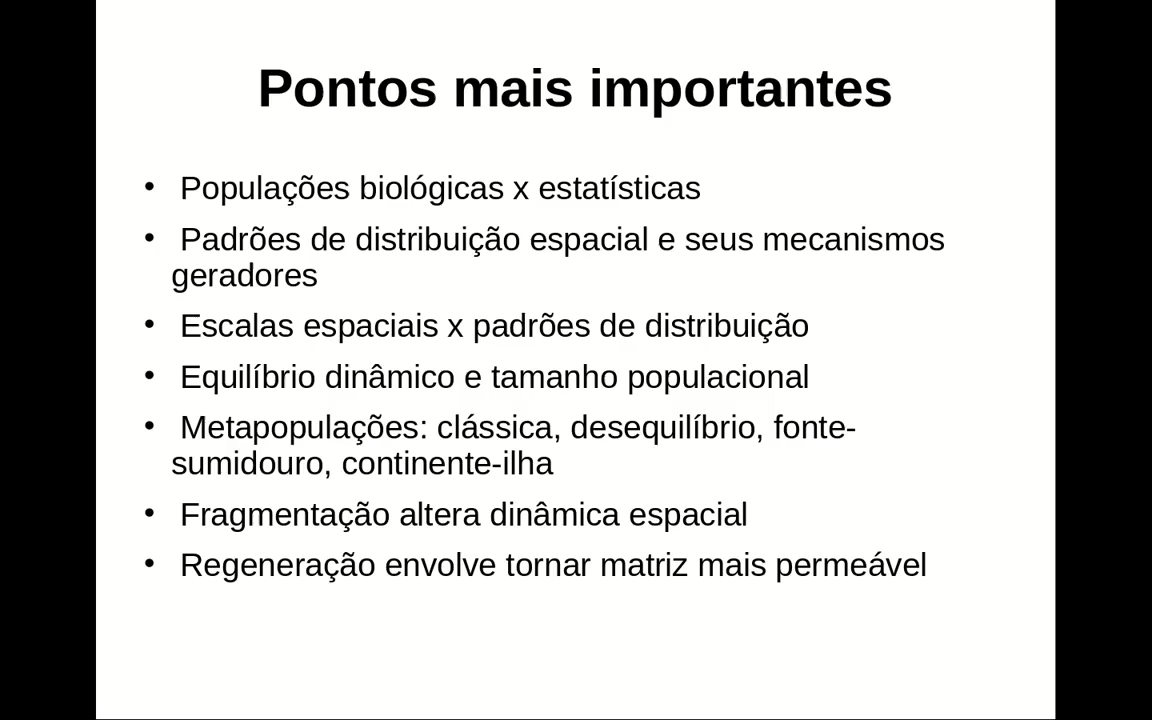 Pontos mais importantes
• Populações biológicas x estatísticas
• Padrões de distribuição espacial e seus mecanismos
geradores
• Escalas espaciais x padrões de distribuição
• Equilíbrio dinâmico e tamanho populacional
• Metapopulações: clássica, desequilíbrio, fonte-
sumidouro, continente-ilha
• Fragmentação altera dinâmica espacial
• Regeneração envolve tornar matriz mais permeável